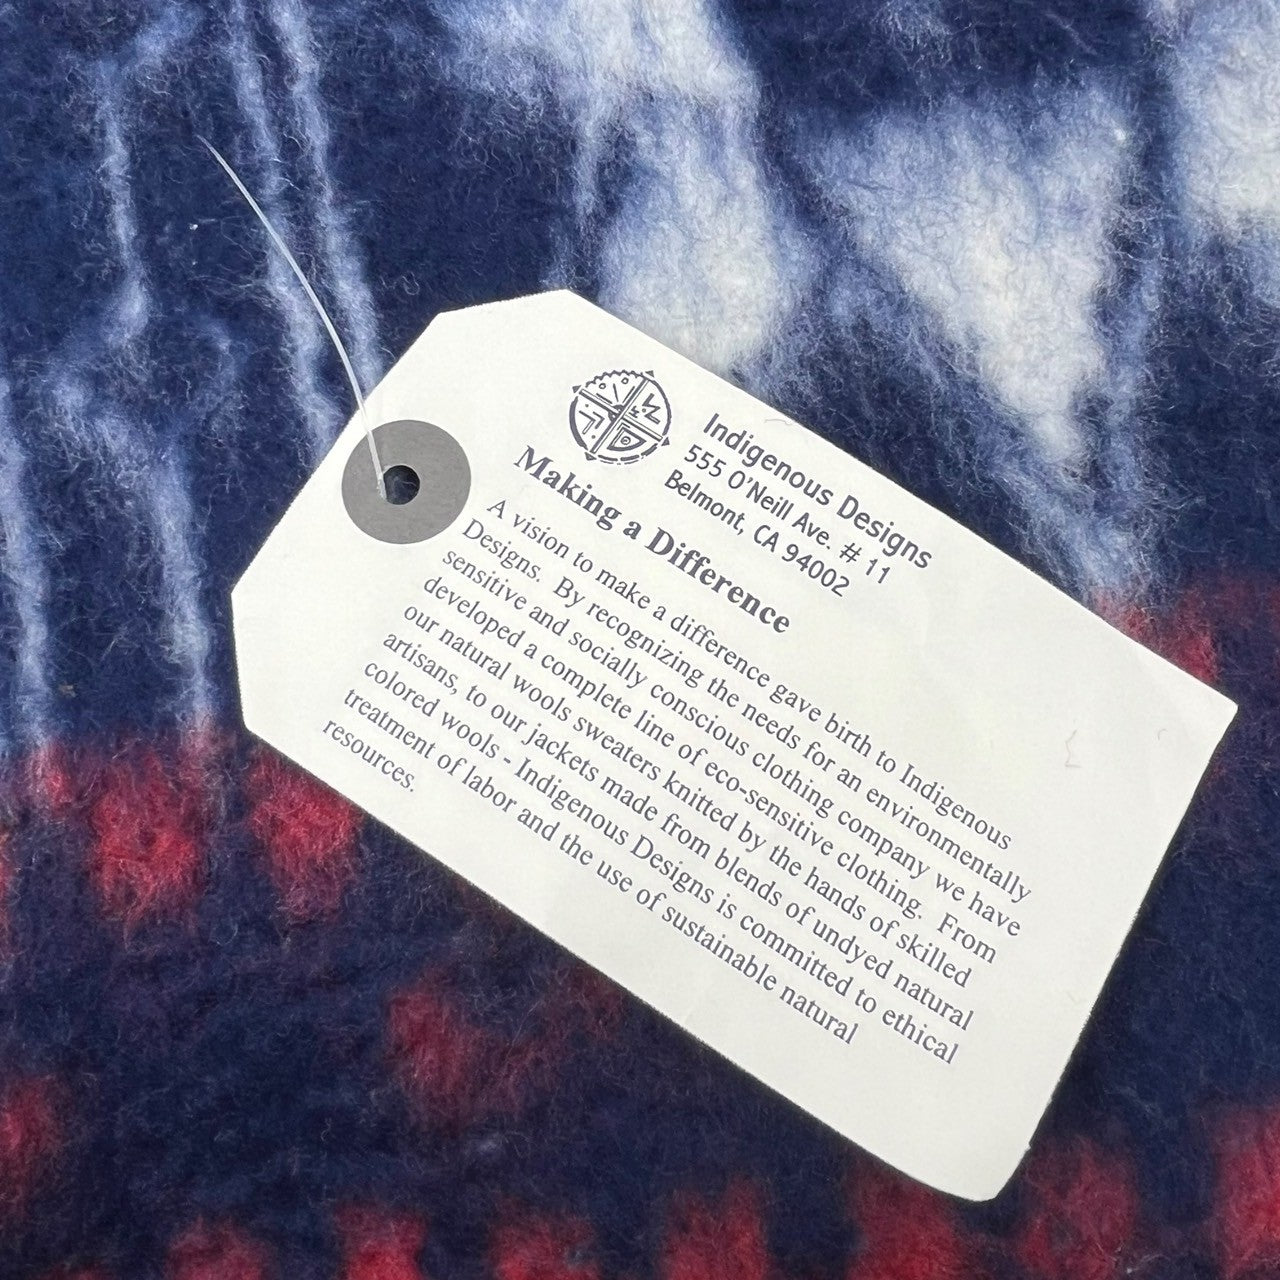 Indigenous Designs
555 O'Neill Ave. # 11
Belmont, CA 94002
Making a Difference
A vision to make a difference gave birth to Indigenous
Designs. By recognizing the needs for an environmentally
sensitive and socially conscious clothing company we have
developed a complete line of eco-sensitive clothing. From
our natural wools sweaters knitted by the hands of skilled
artisans, to our jackets made from blends of undyed natural
colored wools - Indigenous Designs is committed to ethical
treatment of labor and the use of sustainable natural
resources.